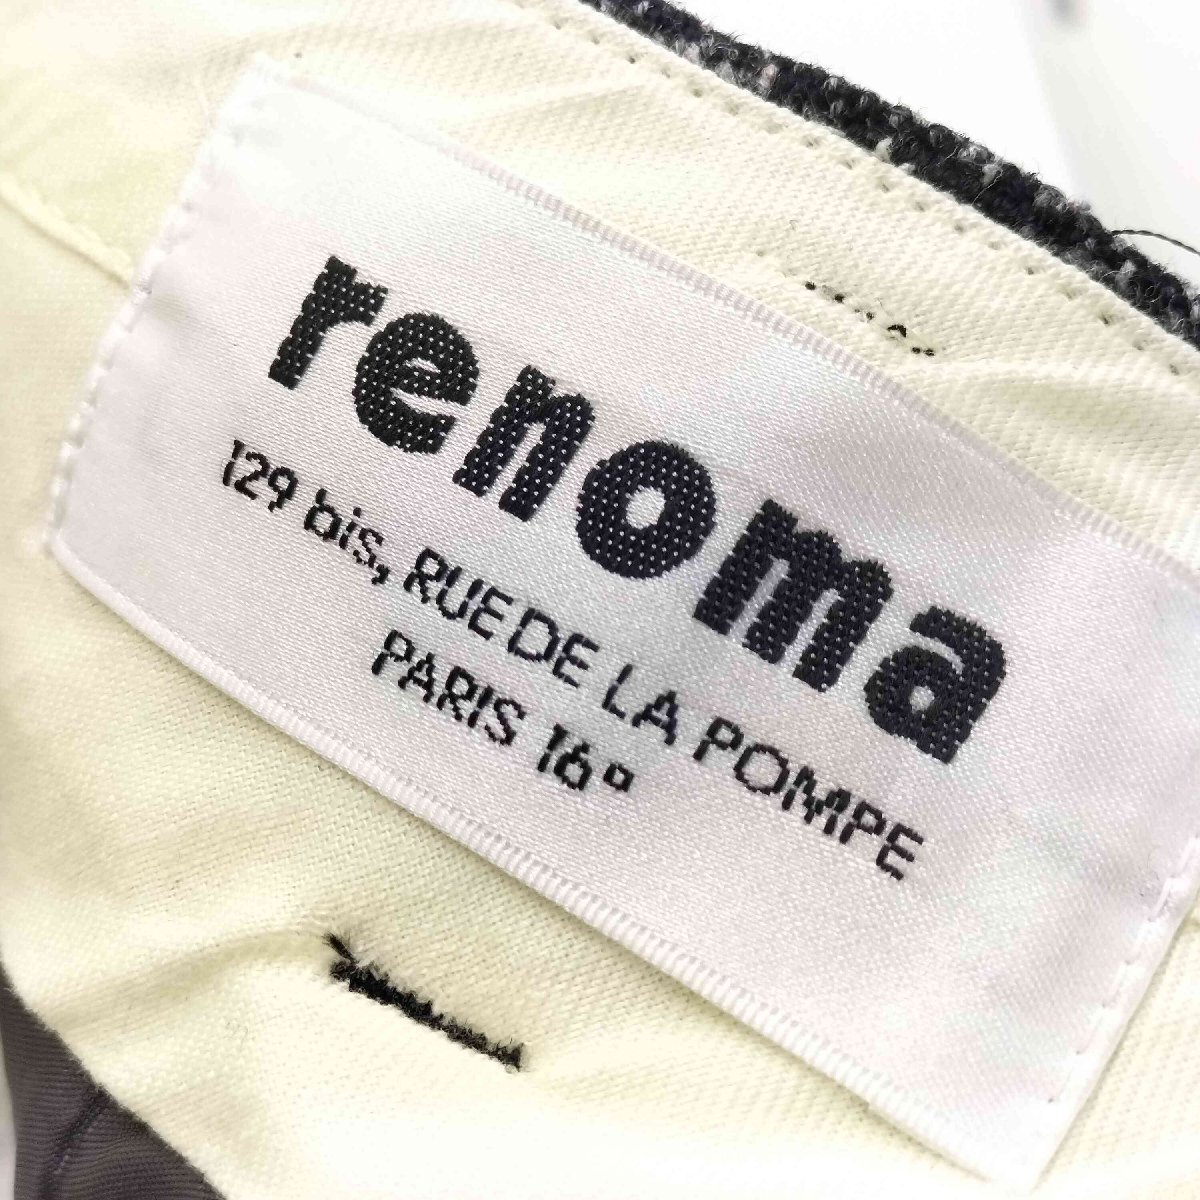 renoma
129 bis, RUE DE LA POMPE
PARIS 16°